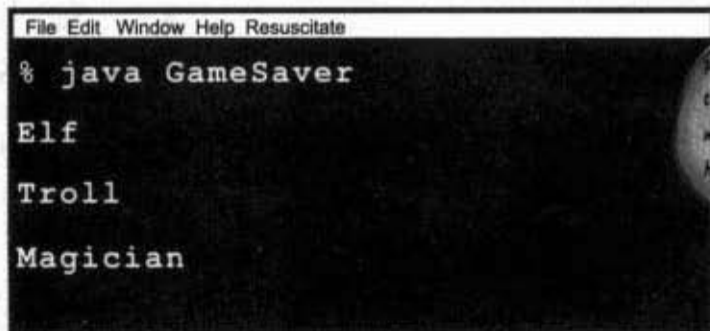 File Edit Window Help Resuscitate
% java GameSaver
Elf
Troll
Magician